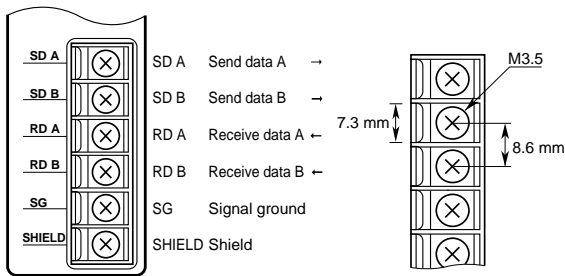 SD A SD A Send data A →
SD B SD B Send data B →
RD A RD A Receive data A ←
RD B RD B Receive data B ←
SG SG Signal ground
SHIELD SHIELD Shield
M3.5
7.3 mm
8.6 mm